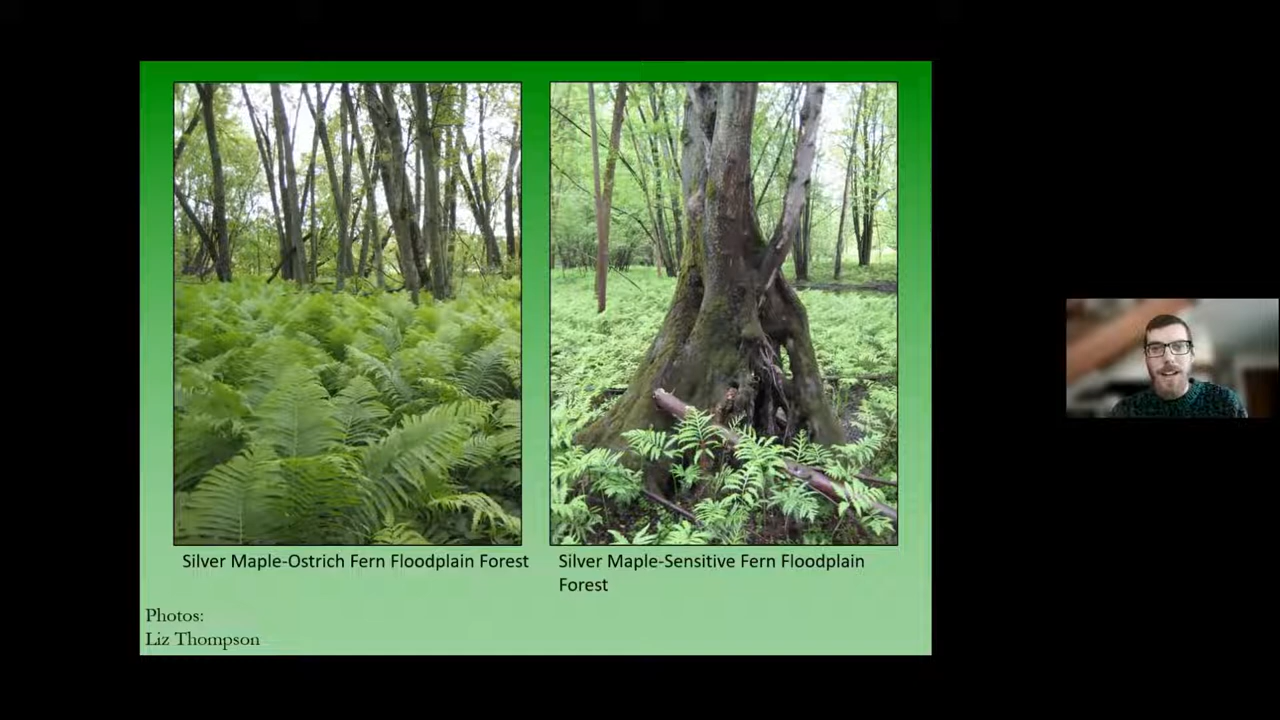 Silver Maple-Ostrich Fern Floodplain Forest
Silver Maple-Sensitive Fern Floodplain
Forest
Photos:
Liz Thompson